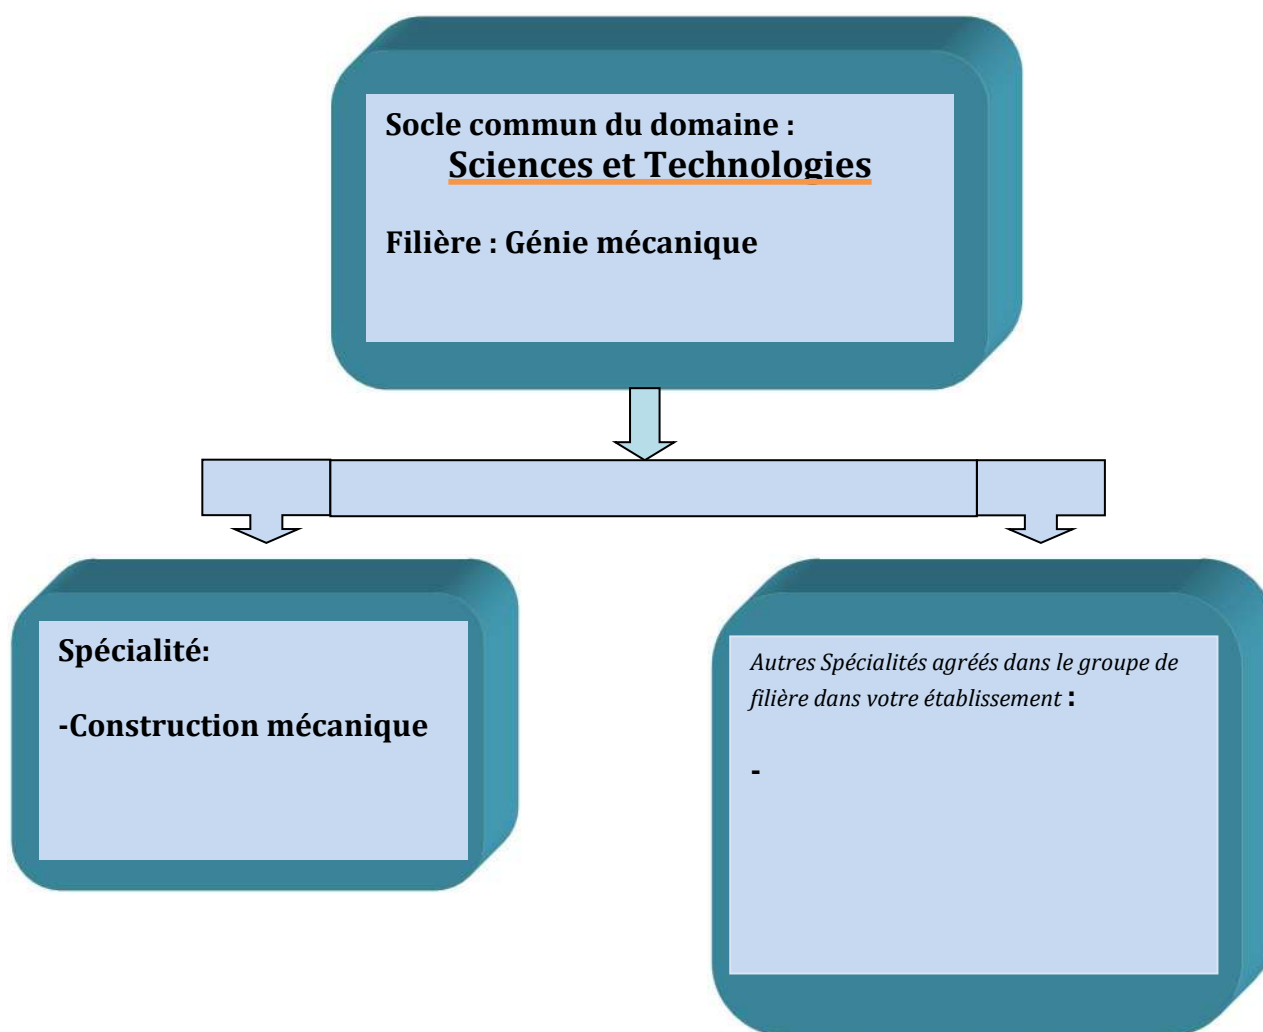 Socle commun du domaine :
Sciences et Technologies
Filière : Génie mécanique
Spécialité:
-Construction mécanique
Autres Spécialités agréés dans le groupe de
filière dans votre établissement :
-